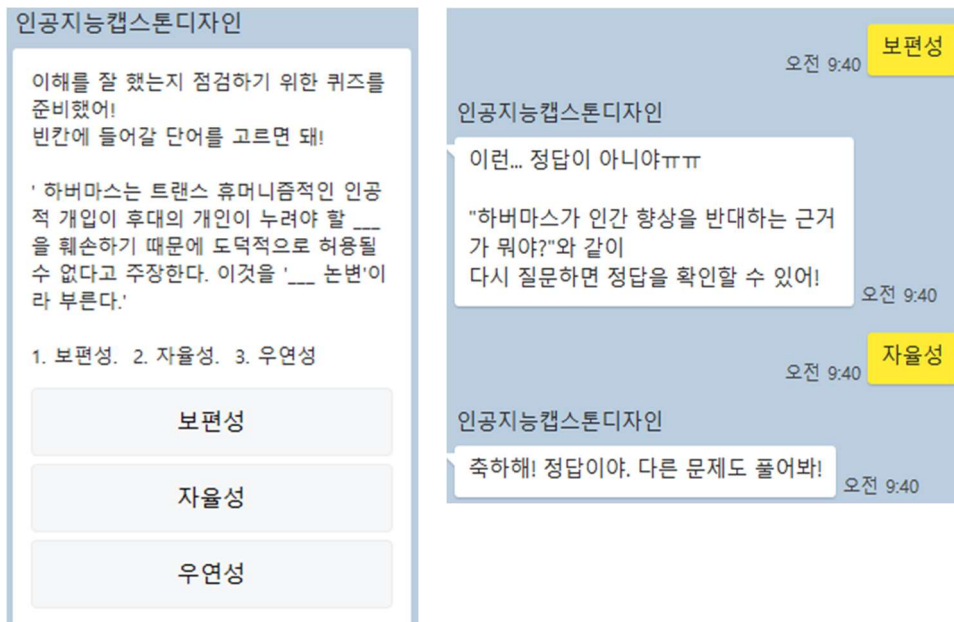 인공지능캡스톤디자인
이해를 잘 했는지 점검하기 위한 퀴즈를
준비했어!
빈칸에 들어갈 단어를 고르면 돼!
' 하버마스는 트랜스 휴머니즘적인 인공
적 개입이 후대의 개인이 누려야 할 ___
을 훼손하기 때문에 도덕적으로 허용될
수 없다고 주장한다. 이것을 '___ 논변'이
라 부른다.'
1. 보편성. 2. 자율성. 3. 우연성
보편성
자율성
우연성
보편성
오전 9:40
인공지능캡스톤디자인
이런... 정답이 아니야ㅠㅠ
"하버마스가 인간 향상을 반대하는 근거
가 뭐야?"와 같이
다시 질문하면 정답을 확인할 수 있어!
오전 9:40
자율성
오전 9:40
인공지능캡스톤디자인
축하해! 정답이야. 다른 문제도 풀어봐!
오전 9:40